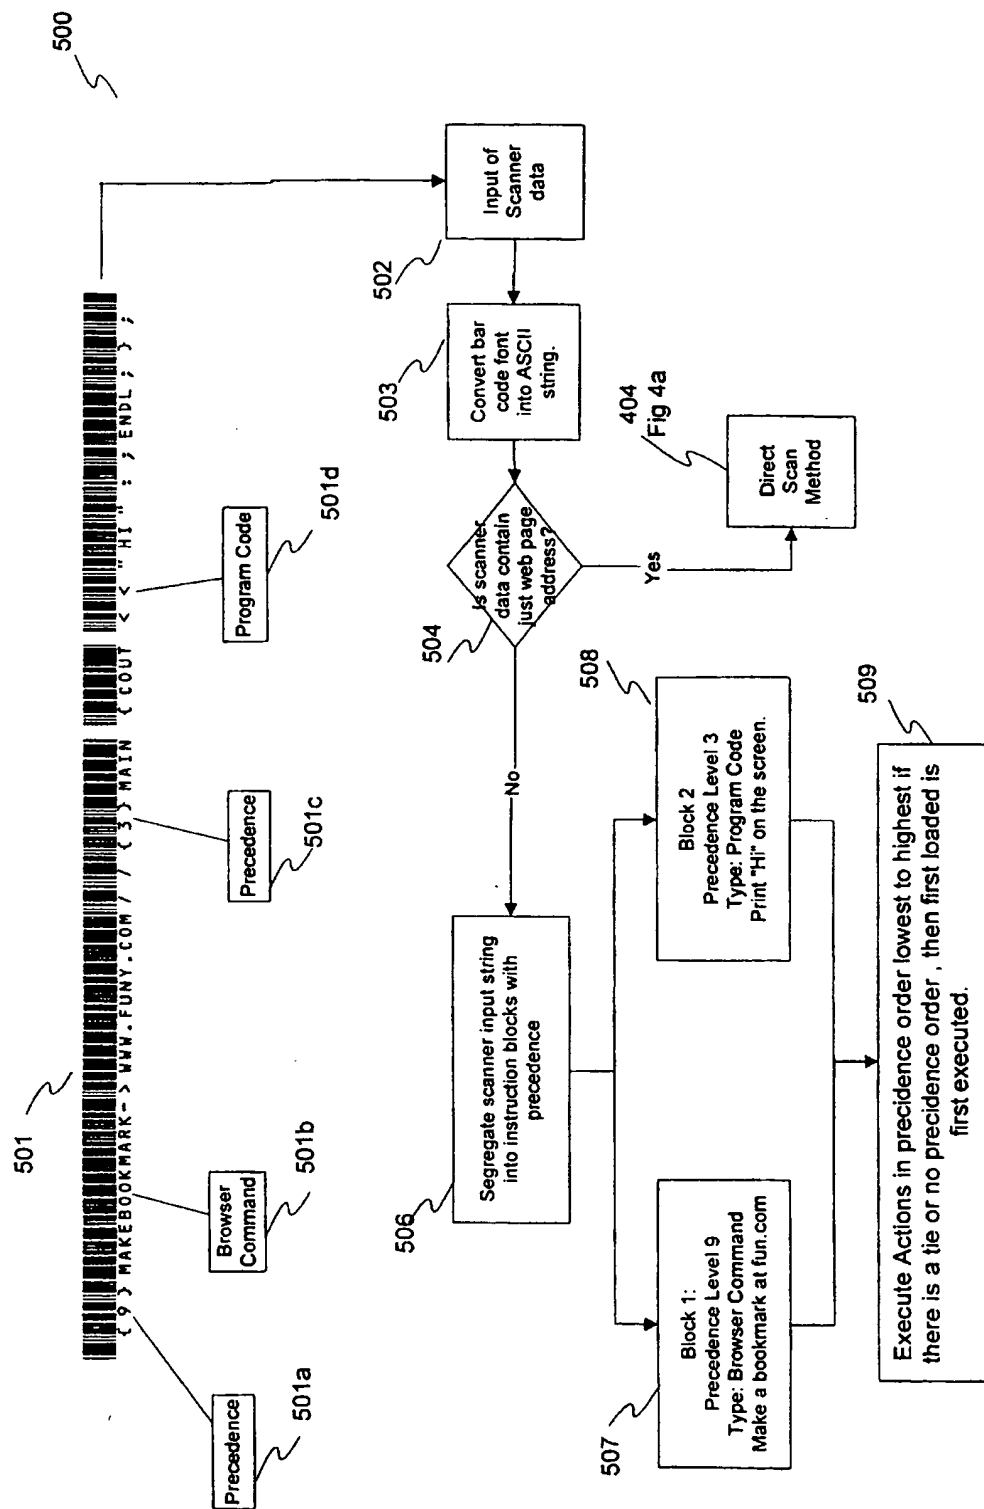 500
501
{9}MAKEBOOKMARK->WWW.FUNY.COM//{3}MAIN {COUT <<"HI": ;ENDL;};
Precedence
501a
Browser
Command
501b
Precedence
501c
Program Code
501d
502
Input of
Scanner
data
503
Convert bar
code font
into ASCII
string.
504
Is scanner
data contain
just web page
address?
Yes
404
Fig 4a
Direct
Scan
Method
No
506
Segregate scanner input string
into instruction blocks with
precedence
507
Block 1:
Precedence Level 9
Type: Browser Command
Make a bookmark at fun.com
508
Block 2
Precedence Level 3
Type: Program Code
Print "Hi" on the screen.
509
Execute Actions in precidence order lowest to highest if
there is a tie or no precidence order , then first loaded is
first executed.